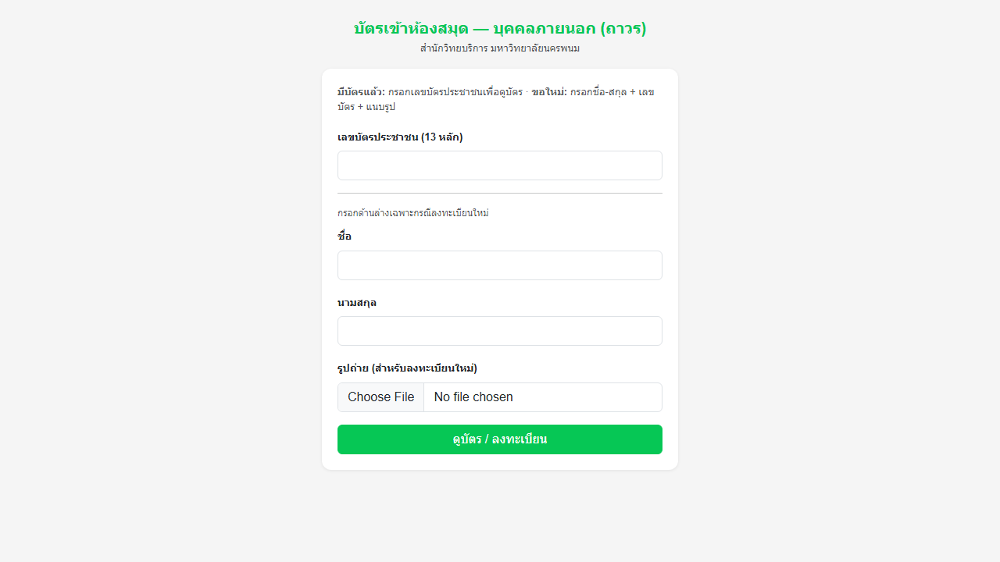 บัตรเข้าห้องสมุด — บุคคลภายนอก (ถาวร)
สำนักวิทยบริการ มหาวิทยาลัยนครพนม
มีบัตรแล้ว: กรอกเลขบัตรประชาชนเพื่อดูบัตร · ขอใหม่: กรอกชื่อ-สกุล + เลข
บัตร + แนบรูป
เลขบัตรประชาชน (13 หลัก)
กรอกด้านล่างเฉพาะกรณีลงทะเบียนใหม่
ชื่อ
นามสกุล
รูปถ่าย (สำหรับลงทะเบียนใหม่)
Choose File No file chosen
ดูบัตร / ลงทะเบียน